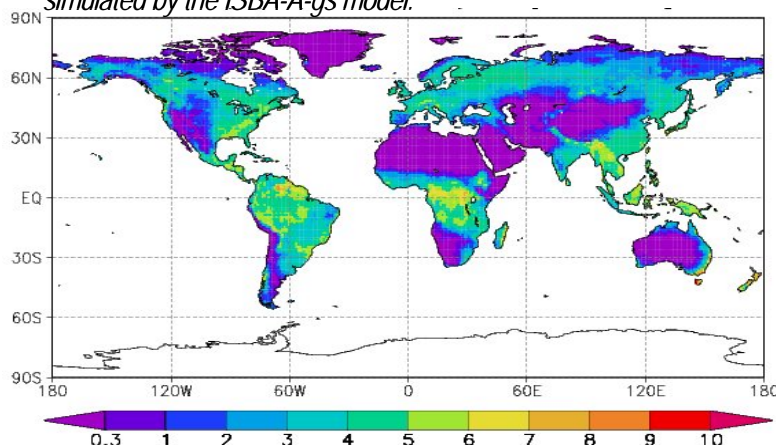 simulated by the ISBA-A-gs model.
90N
60N
30N
EQ
30S
60S
90S
180 120W 60W 0 60E 120E 180
0.3 1 2 3 4 5 6 7 8 9 10